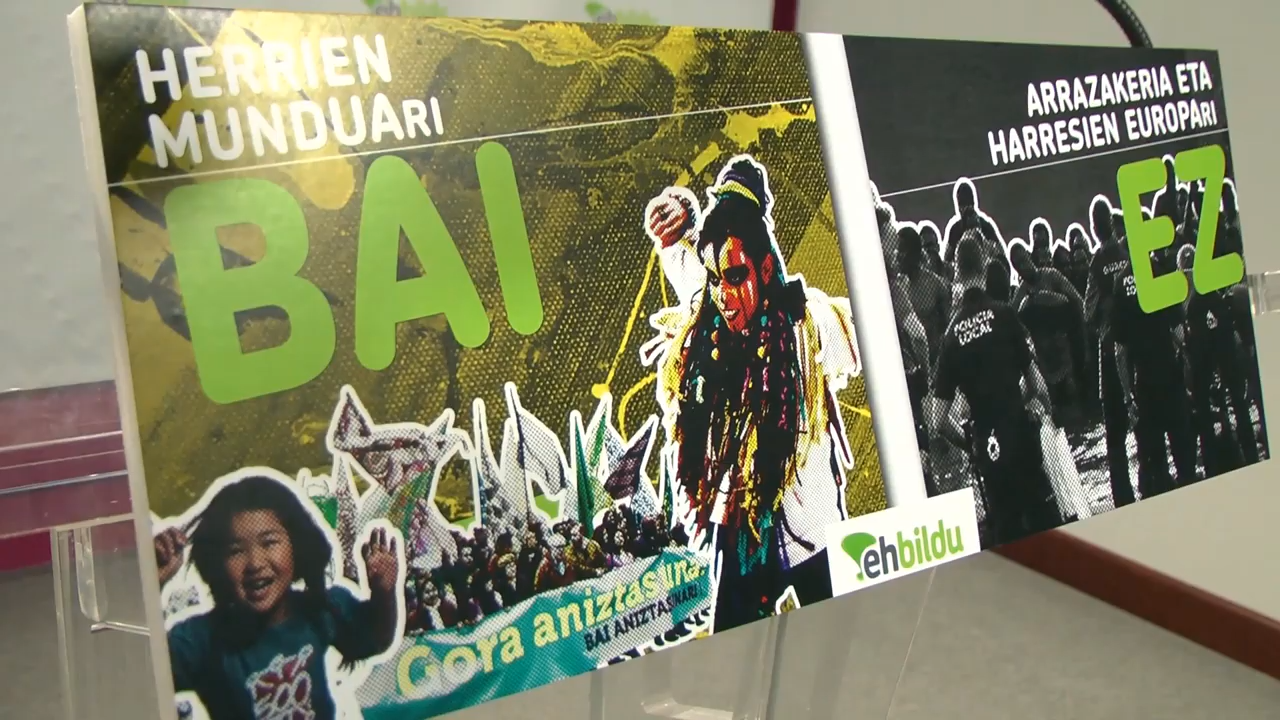 HERRIEN
MUNDUARI
BAI
Gora aniztasuna.
BAI ANIZTASUNARI
ARRAZAKERIA ETA
HARRESIEN EUROPARI
EZ
POLICIA
LOCAL
ehbildu